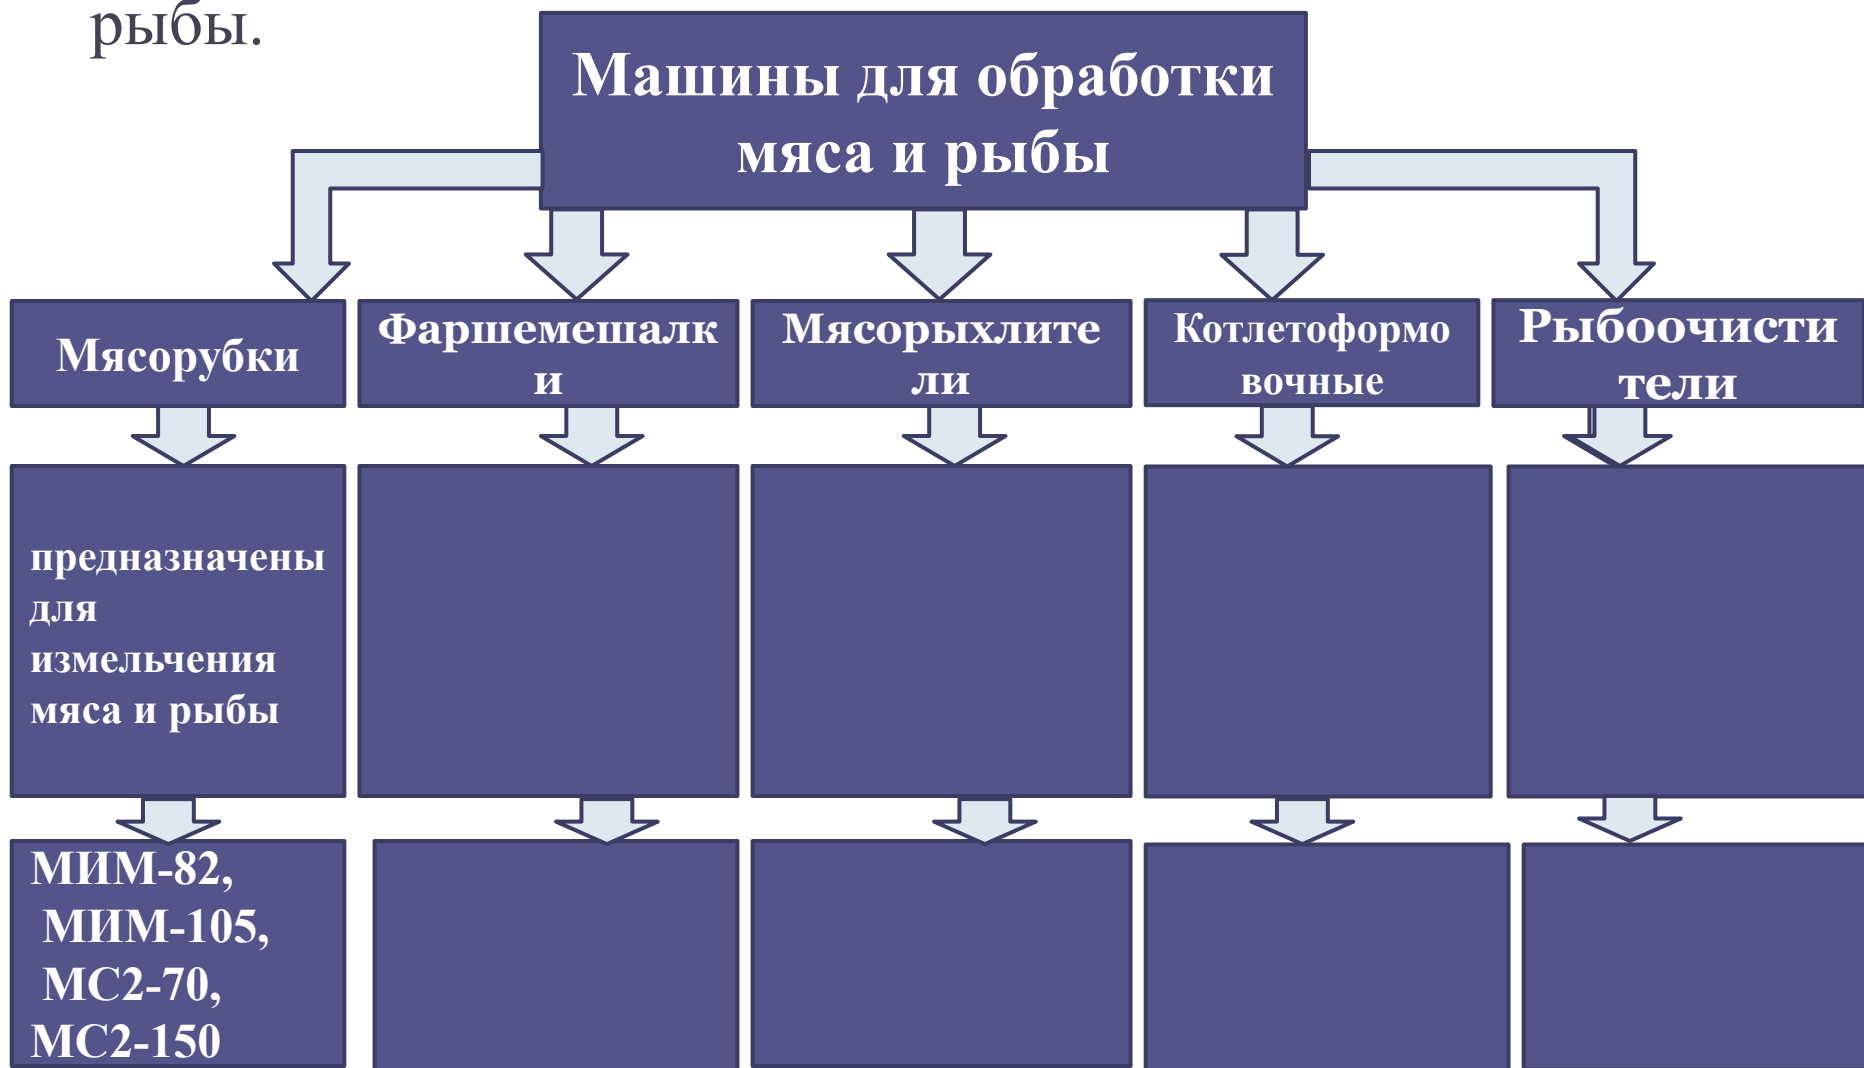 рыбы.
Машины для обработки
мяса и рыбы
Мясорубки
Фаршемешалк
и
Мясорыхлите
ли
Котлетоформо
вочные
Рыбоочисти
тели
предназначены
для
измельчения
мяса и рыбы
МИМ-82,
МИМ-105,
МС2-70,
МС2-150